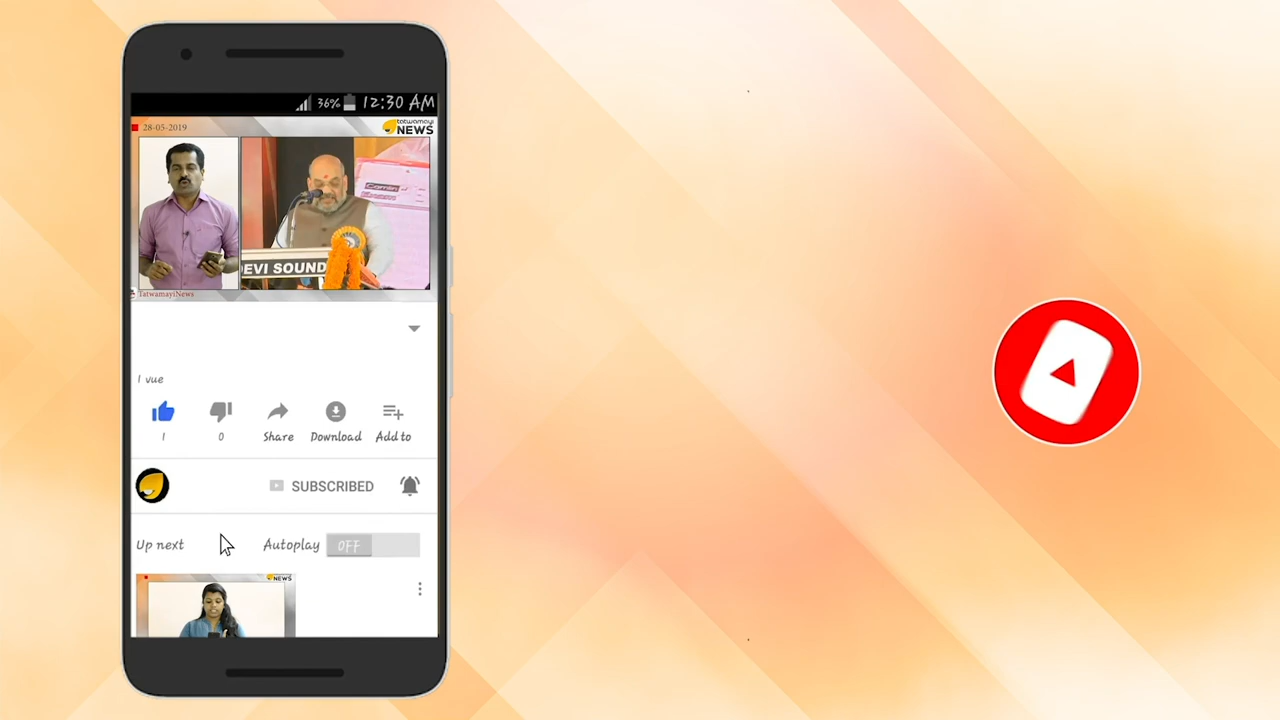 36% 12:30 AM
28-05-2019
tatwamayi
NEWS
DEVI SOUND
TatwamayiNews
1 vue
1
0
Share
Download
Add to
SUBSCRIBED
Up next
Autoplay
OFF
NEWS